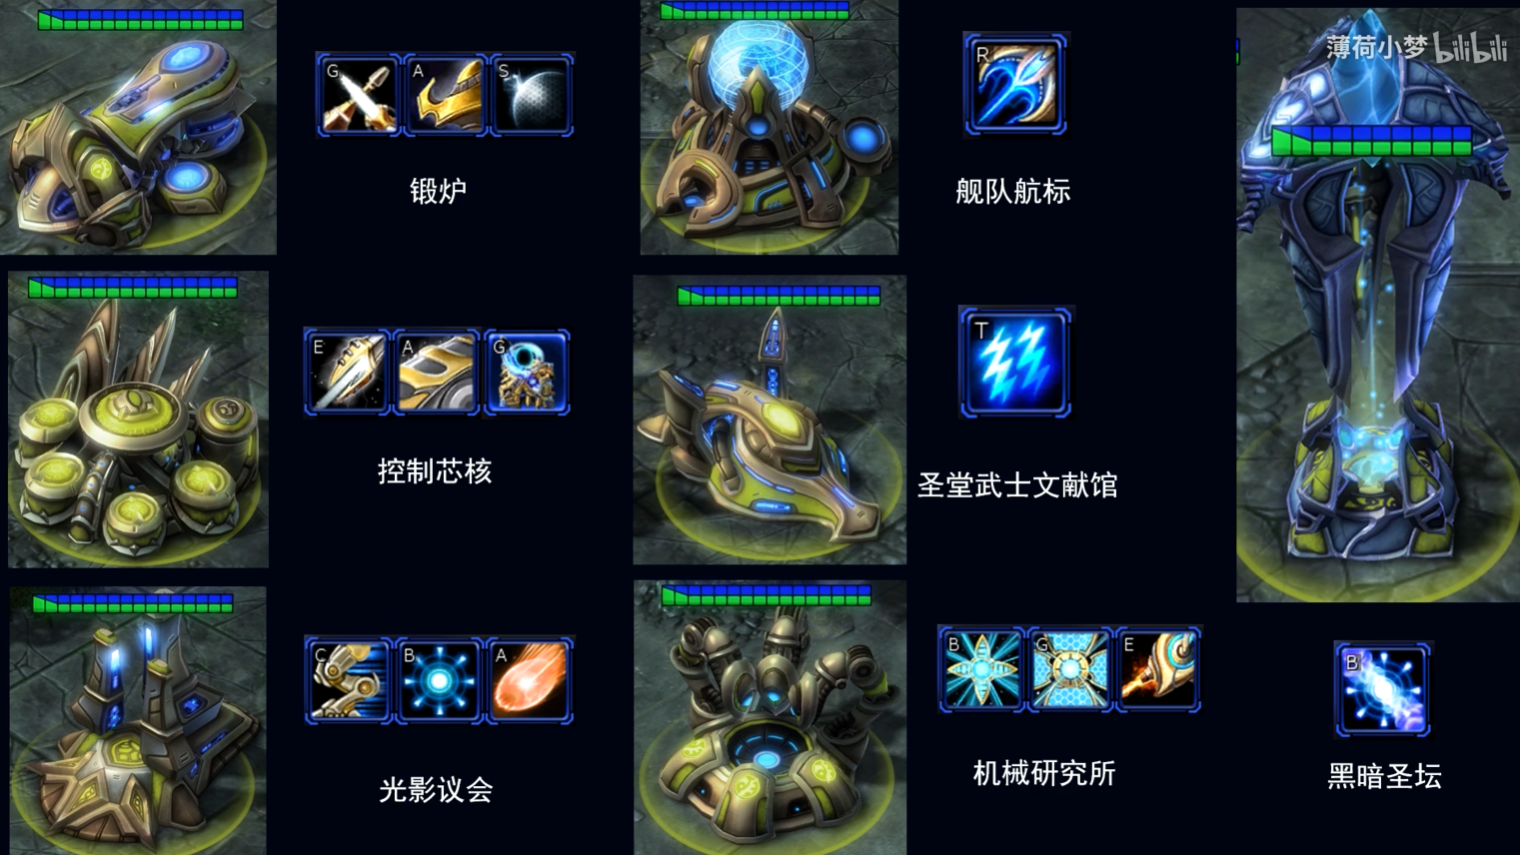 薄荷小梦 bilibili
G A S
R
锻炉
舰队航标
E A G
T
控制芯核
圣堂武士文献馆
C B A
B G E
B
光影议会
机械研究所
黑暗圣坛